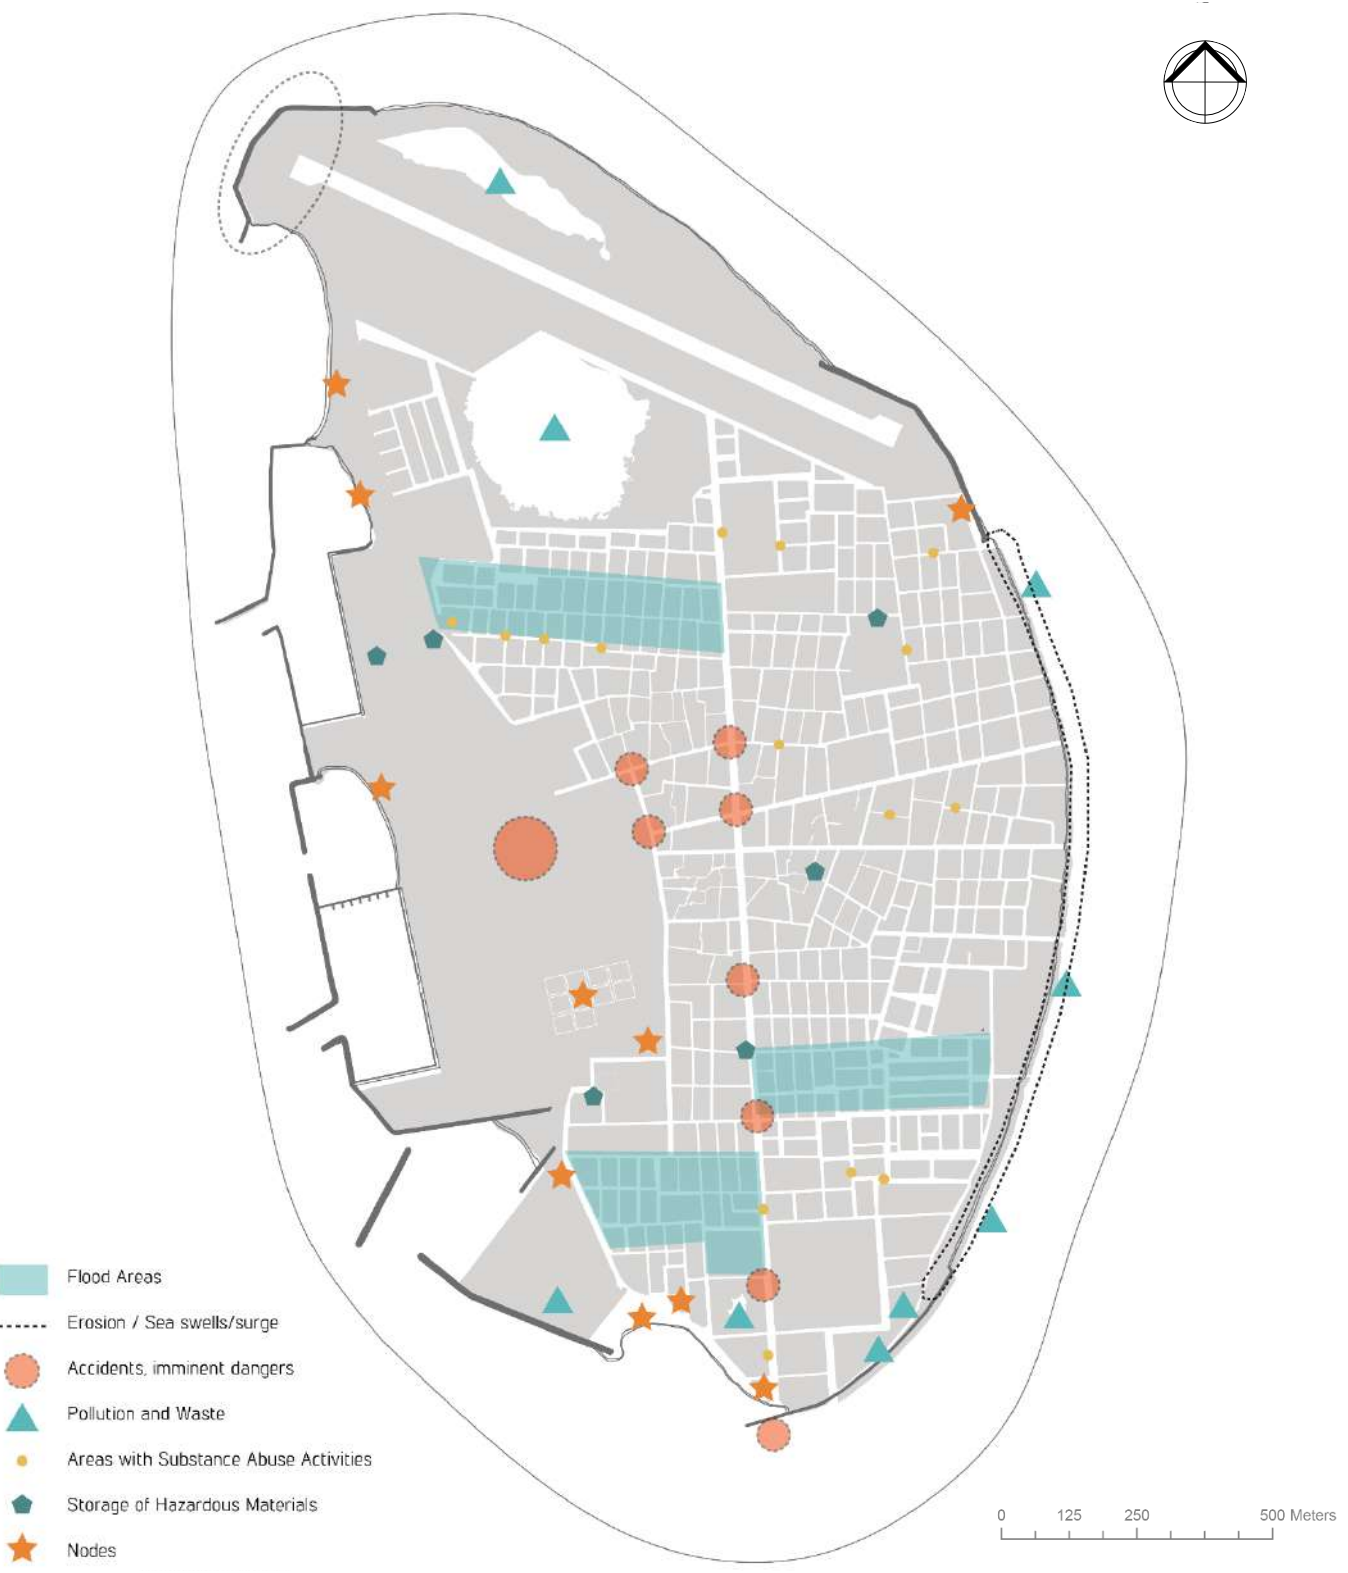 Flood Areas
Erosion / Sea swells/surge
Accidents, imminent dangers
Pollution and Waste
Areas with Substance Abuse Activities
Storage of Hazardous Materials
Nodes
0 125 250 500 Meters